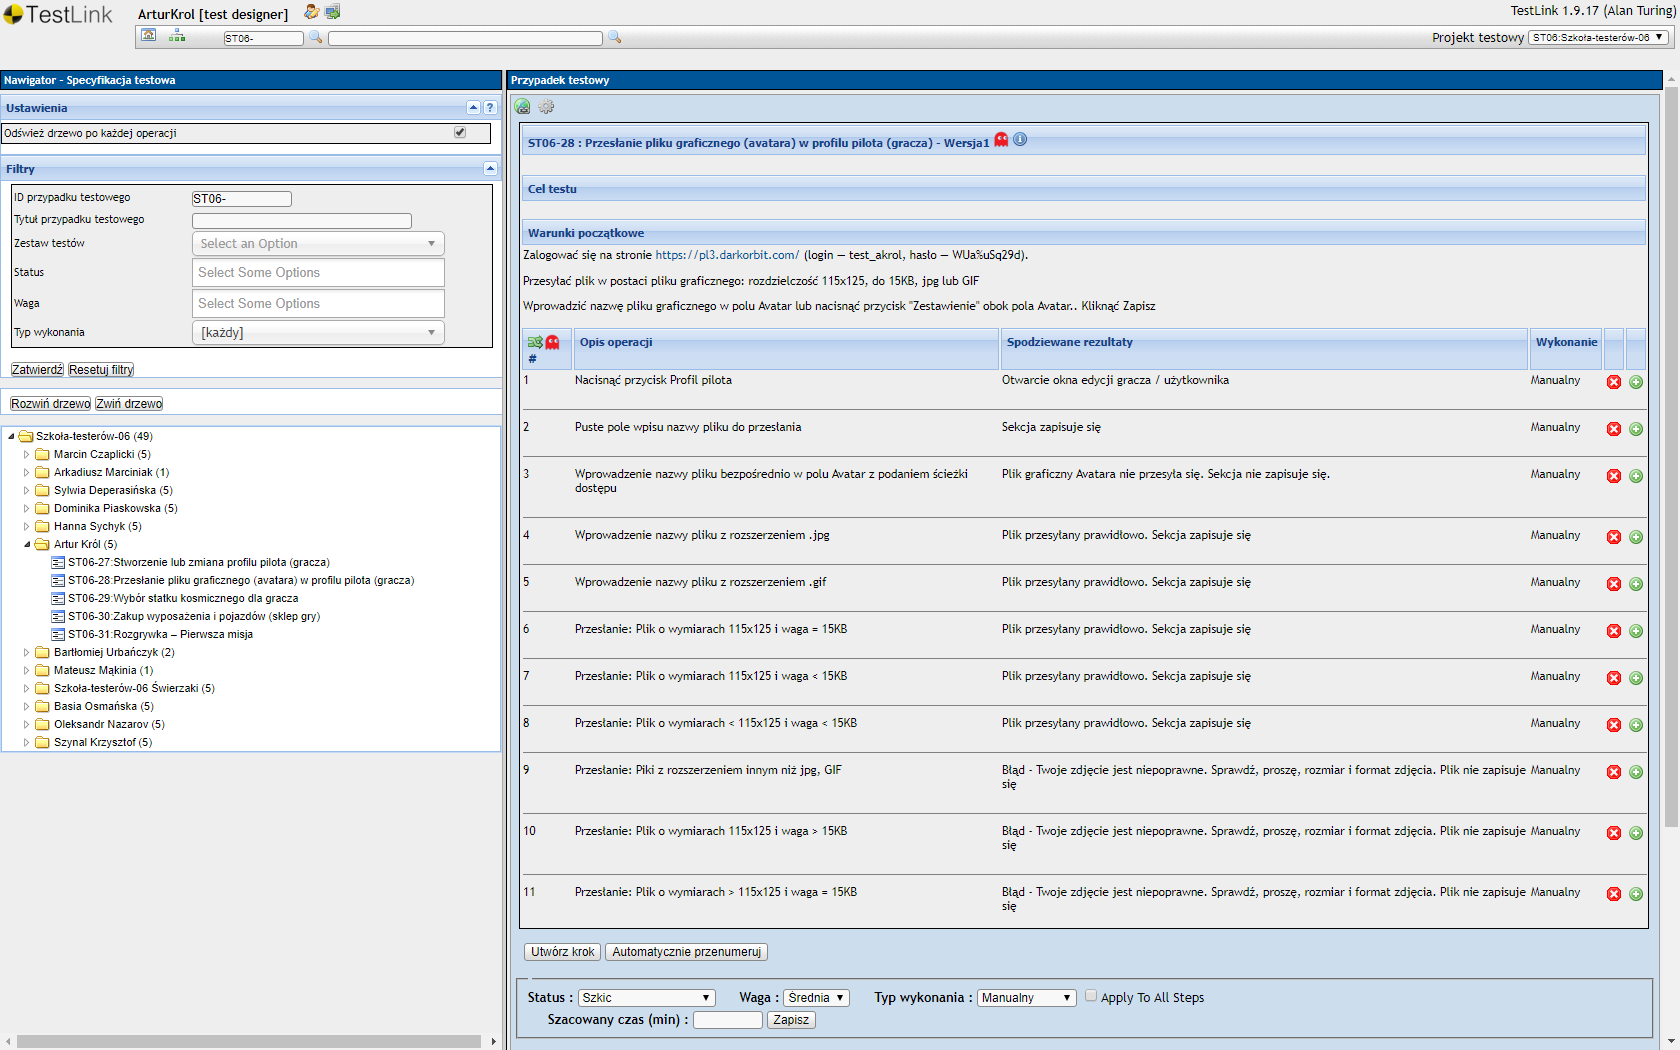 TestLink
ArturKrol [test designer]
TestLink 1.9.17 (Alan Turing)
ST06-
Projekt testowy
ST06:Szkoła-testerów-06
Nawigator - Specyfikacja testowa
Ustawienia
Odśwież drzewo po każdej operacji
Filtry
ID przypadku testowego
ST06-
Tytuł przypadku testowego
Zestaw testów
Select an Option
Status
Select Some Options
Waga
Select Some Options
Typ wykonania
[każdy]
Zatwierdź
Resetuj filtry
Rozwiń drzewo
Zwiń drzewo
Szkoła-testerów-06 (49)
Marcin Czaplicki (5)
Arkadiusz Marciniak (1)
Sylwia Deperasińska (5)
Dominika Piaskowska (5)
Hanna Sychyk (5)
Artur Król (5)
ST06-27:Stworzenie lub zmiana profilu pilota (gracza)
ST06-28:Przesłanie pliku graficznego (avatara) w profilu pilota (gracza)
ST06-29:Wybór statku kosmicznego dla gracza
ST06-30:Zakup wyposażenia i pojazdów (sklep gry)
ST06-31:Rozgrywka – Pierwsza misja
Bartłomiej Urbańczyk (2)
Mateusz Mąkinia (1)
Szkoła-testerów-06 Świerzaki (5)
Basia Osmańska (5)
Oleksandr Nazarov (5)
Szynal Krzysztof (5)
Przypadek testowy
ST06-28 : Przesłanie pliku graficznego (avatara) w profilu pilota (gracza) - Wersja1
Cel testu
Warunki początkowe
Zalogować się na stronie https://pl3.darkorbit.com/ (login – test_akrol, hasło – WUa%uSq29d).
Przesyłać plik w postaci pliku graficznego: rozdzielczość 115x125, do 15KB, jpg lub GIF
Wprowadzić nazwę pliku graficznego w polu Avatar lub nacisnąć przycisk "Zestawienie" obok pola Avatar.. Kliknąć Zapisz
#
Opis operacji
Spodziewane rezultaty
Wykonanie
1 Nacisnąć przycisk Profil pilota Otwarcie okna edycji gracza / użytkownika Manualny
2 Puste pole wpisu nazwy pliku do przesłania Sekcja zapisuje się Manualny
3 Wprowadzenie nazwy pliku bezpośrednio w polu Avatar z podaniem ścieżki Plik graficzny Avatara nie przesyła się. Sekcja nie zapisuje się. Manualny
dostępu
4 Wprowadzenie nazwy pliku z rozszerzeniem .jpg Plik przesyłany prawidłowo. Sekcja zapisuje się Manualny
5 Wprowadzenie nazwy pliku z rozszerzeniem .gif Plik przesyłany prawidłowo. Sekcja zapisuje się Manualny
6 Przesłanie: Plik o wymiarach 115x125 i waga = 15KB Plik przesyłany prawidłowo. Sekcja zapisuje się Manualny
7 Przesłanie: Plik o wymiarach 115x125 i waga < 15KB Plik przesyłany prawidłowo. Sekcja zapisuje się Manualny
8 Przesłanie: Plik o wymiarach < 115x125 i waga < 15KB Plik przesyłany prawidłowo. Sekcja zapisuje się Manualny
9 Przesłanie: Piki z rozszerzeniem innym niż jpg, GIF Błąd - Twoje zdjęcie jest niepoprawne. Sprawdź, proszę, rozmiar i format zdjęcia. Plik nie zapisuje Manualny
się
10 Przesłanie: Plik o wymiarach 115x125 i waga > 15KB Błąd - Twoje zdjęcie jest niepoprawne. Sprawdź, proszę, rozmiar i format zdjęcia. Plik nie zapisuje Manualny
się
11 Przesłanie: Plik o wymiarach > 115x125 i waga = 15KB Błąd - Twoje zdjęcie jest niepoprawne. Sprawdź, proszę, rozmiar i format zdjęcia. Plik nie zapisuje Manualny
się
Utwórz krok
Automatycznie przenumeruj
Status : Szkic Waga : Średnia Typ wykonania : Manualny Apply To All Steps
Szacowany czas (min) : Zapisz